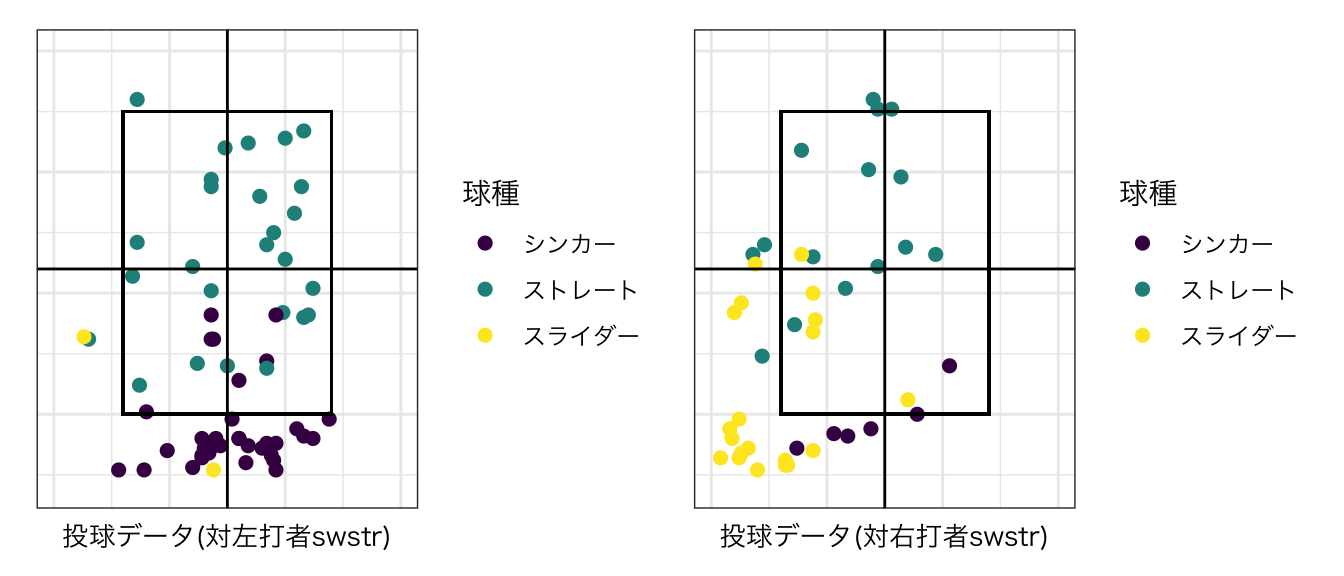 球種
シンカー
ストレート
スライダー
投球データ(対左打者swstr)
球種
シンカー
ストレート
スライダー
投球データ(対右打者swstr)